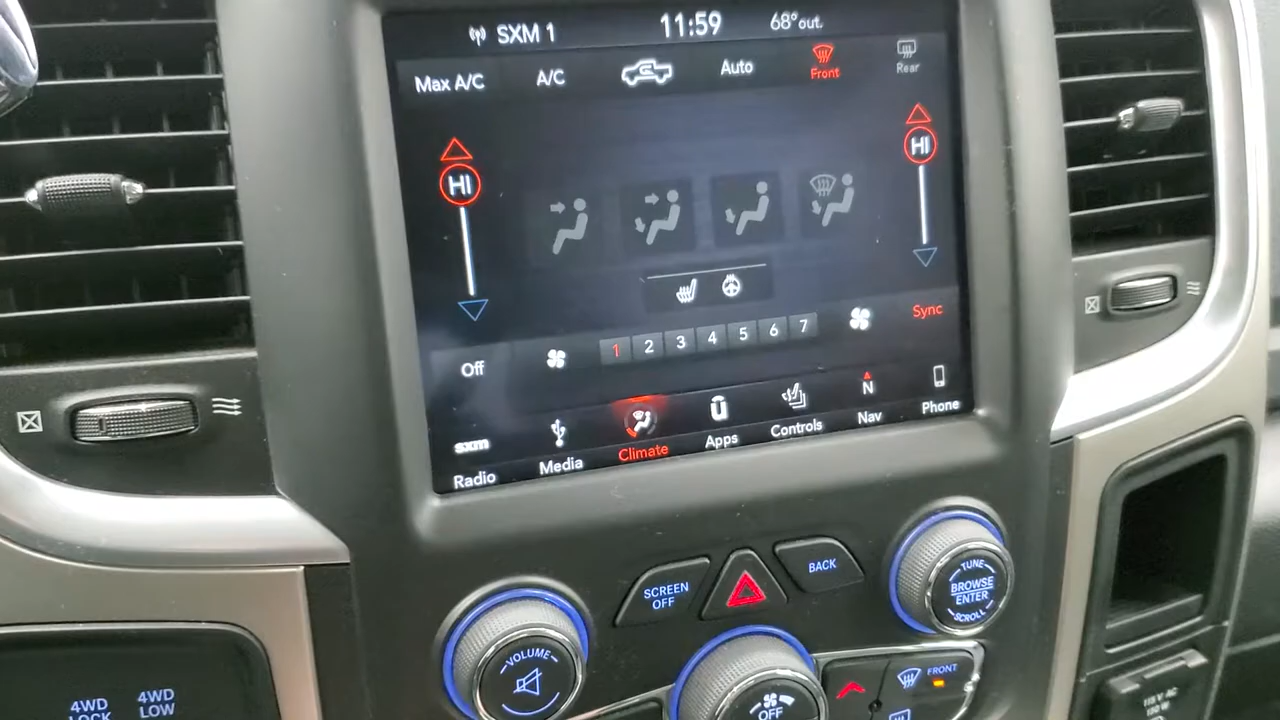 SXM 1 11:59 68° out.
Max A/C A/C Auto Front Rear
HI HI
Sync
Off 1 2 3 4 5 6 7
sxm N
Radio Media Climate Apps Controls Nav Phone
SCREEN
OFF
BACK
TUNE
BROWSE
ENTER
SCROLL
VOLUME
OFF
FRONT
4WD
LOCK
4WD
LOW
115V AC